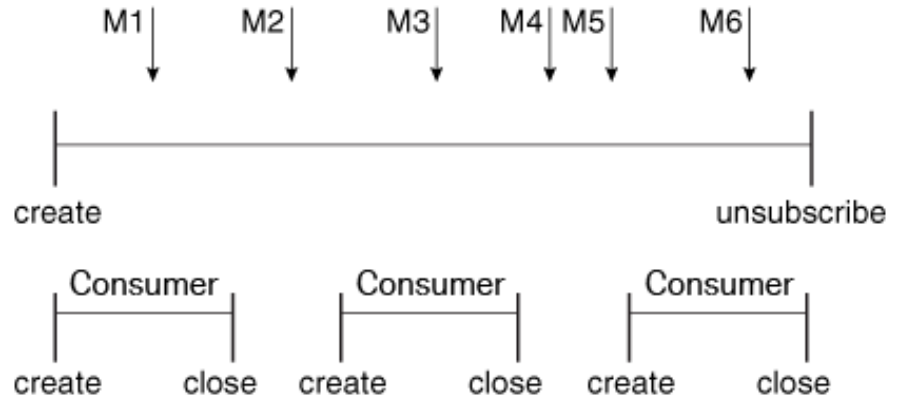 M1 M2 M3 M4 M5 M6
create unsubscribe
Consumer Consumer Consumer
create close create close create close